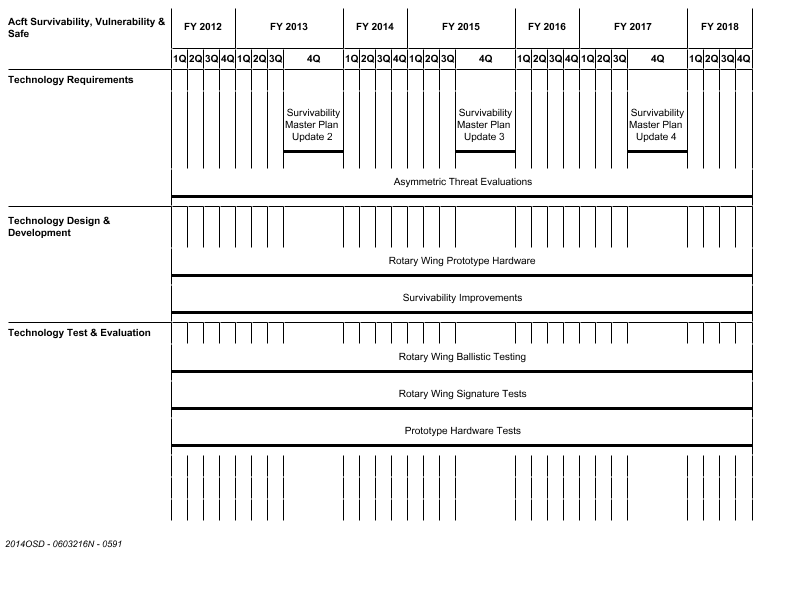 Acft Survivability, Vulnerability &
Safe
FY 2012 FY 2013 FY 2014 FY 2015 FY 2016 FY 2017 FY 2018
1Q 2Q 3Q 4Q 1Q 2Q 3Q 4Q 1Q 2Q 3Q 4Q 1Q 2Q 3Q 4Q 1Q 2Q 3Q 4Q 1Q 2Q 3Q 4Q 1Q 2Q 3Q 4Q
Technology Requirements
Survivability Survivability Survivability
Master Plan Master Plan Master Plan
Update 2 Update 3 Update 4
Asymmetric Threat Evaluations
Technology Design &
Development
Rotary Wing Prototype Hardware
Survivability Improvements
Technology Test & Evaluation
Rotary Wing Ballistic Testing
Rotary Wing Signature Tests
Prototype Hardware Tests
2014OSD - 0603216N - 0591